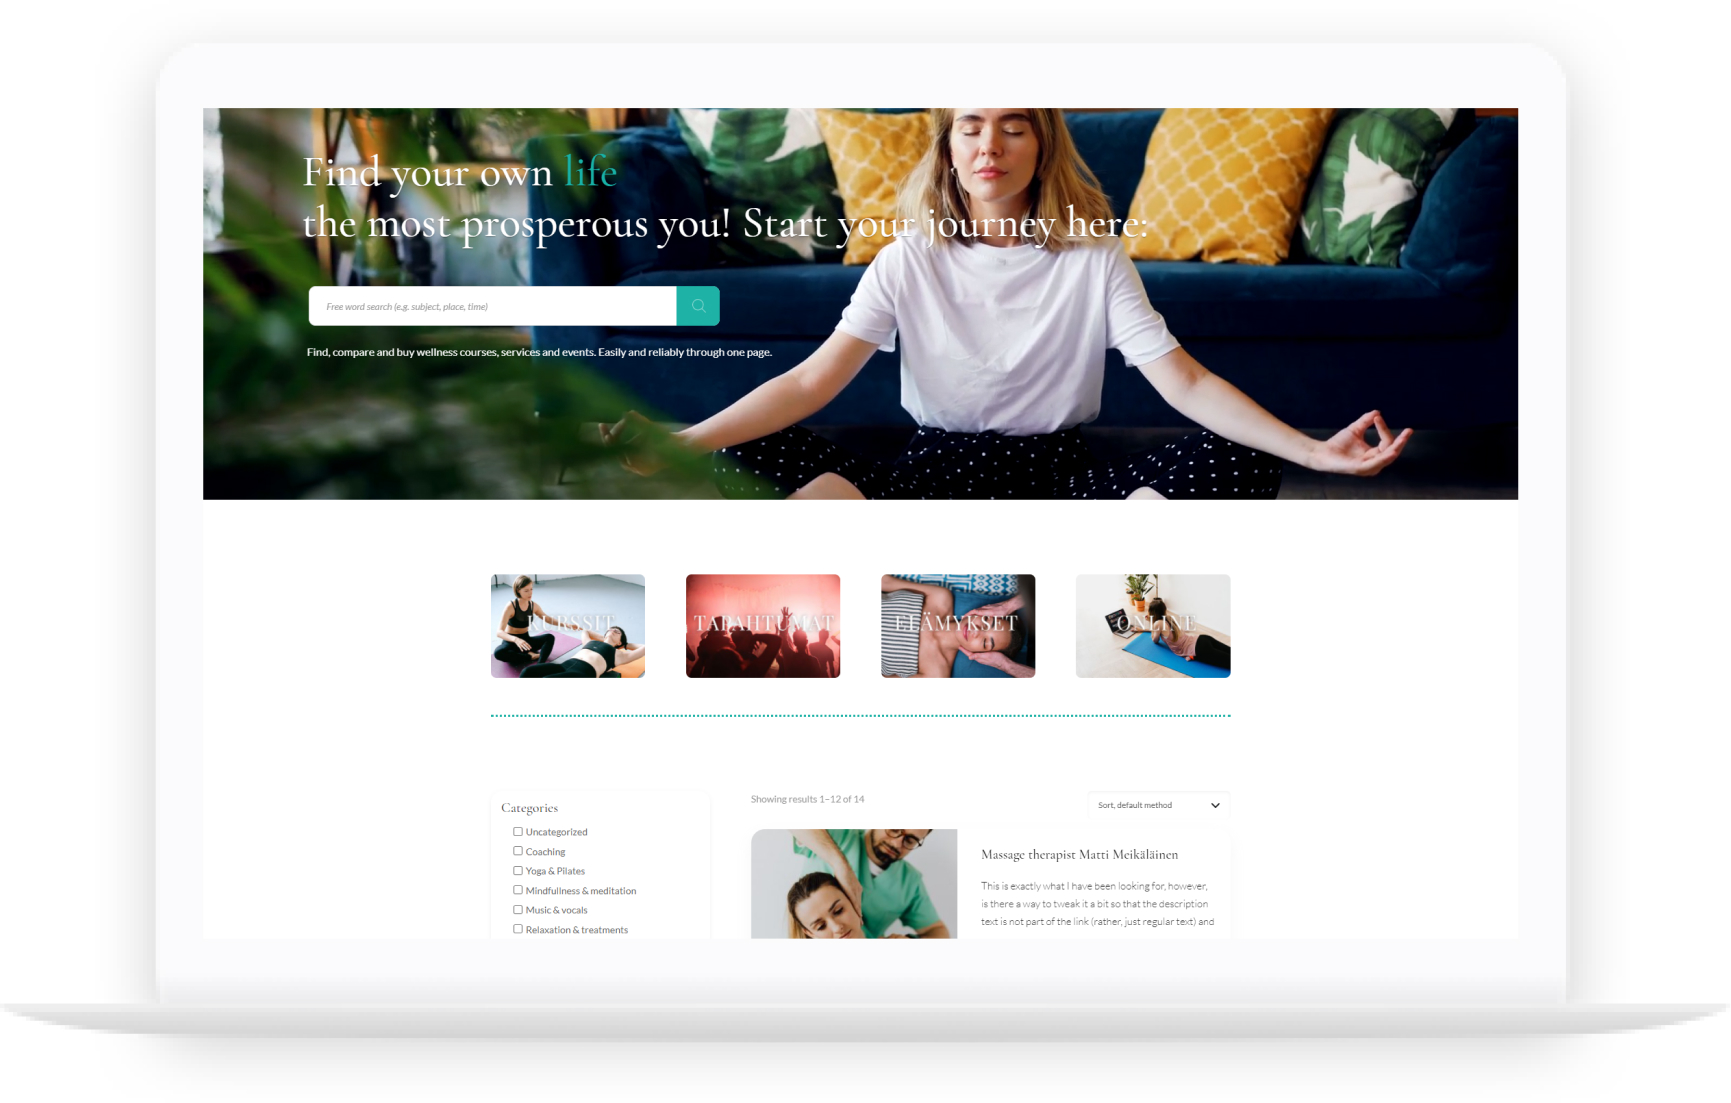 Find your own life
the most prosperous you! Start your journey here:
Free word search (e.g. subject, place, time)
Find, compare and buy wellness courses, services and events. Easily and reliably through one page.
KURSSIT
TAPAHTUMAT
ELÄMYKSET
ONLINE
Categories
Uncategorized
Coaching
Yoga & Pilates
Mindfullness & meditation
Music & vocals
Relaxation & treatments
Showing results 1–12 of 14
Sort, default method
Massage therapist Matti Meikäläinen
This is exactly what I have been looking for, however,
is there a way to tweak it a bit so that the description
text is not part of the link (rather, just regular text) and